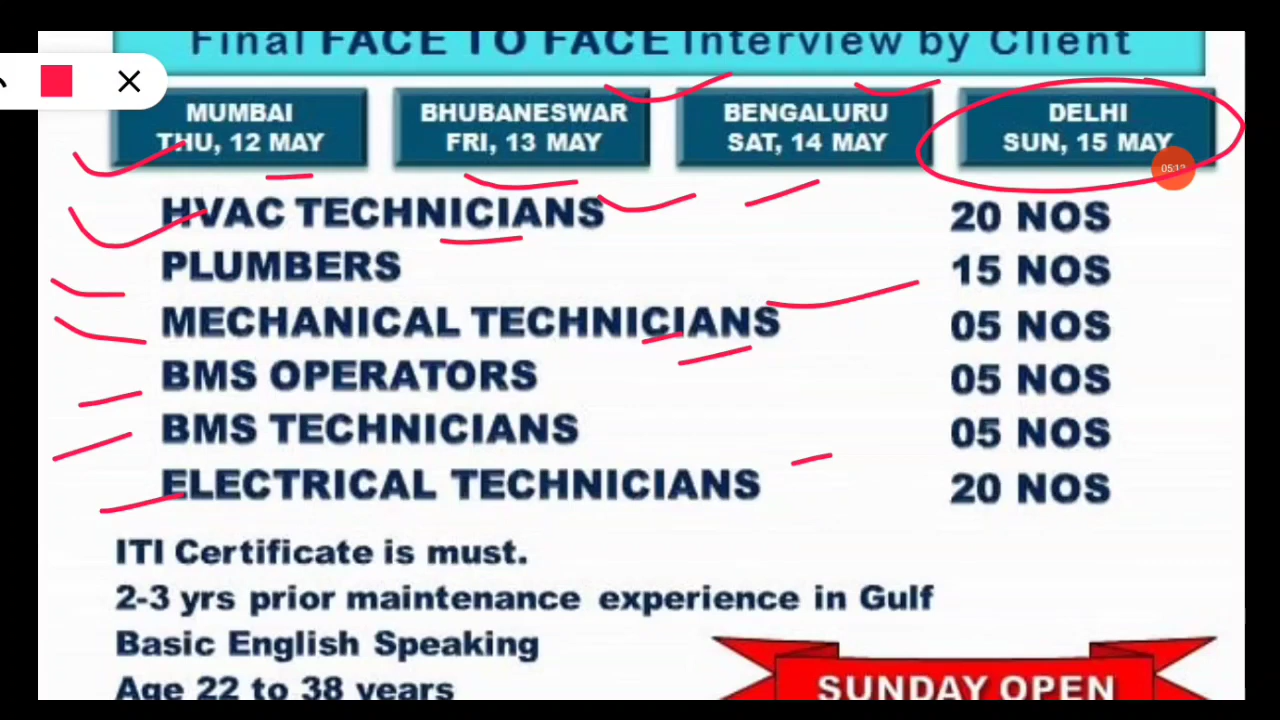 Final FACE TO FACE Interview by Client
MUMBAI
THU, 12 MAY
BHUBANESWAR
FRI, 13 MAY
BENGALURU
SAT, 14 MAY
DELHI
SUN, 15 MAY
05:13
HVAC TECHNICIANS 20 NOS
PLUMBERS 15 NOS
MECHANICAL TECHNICIANS 05 NOS
BMS OPERATORS 05 NOS
BMS TECHNICIANS 05 NOS
ELECTRICAL TECHNICIANS 20 NOS
ITI Certificate is must.
2-3 yrs prior maintenance experience in Gulf
Basic English Speaking
Age 22 to 38 years
SUNDAY OPEN